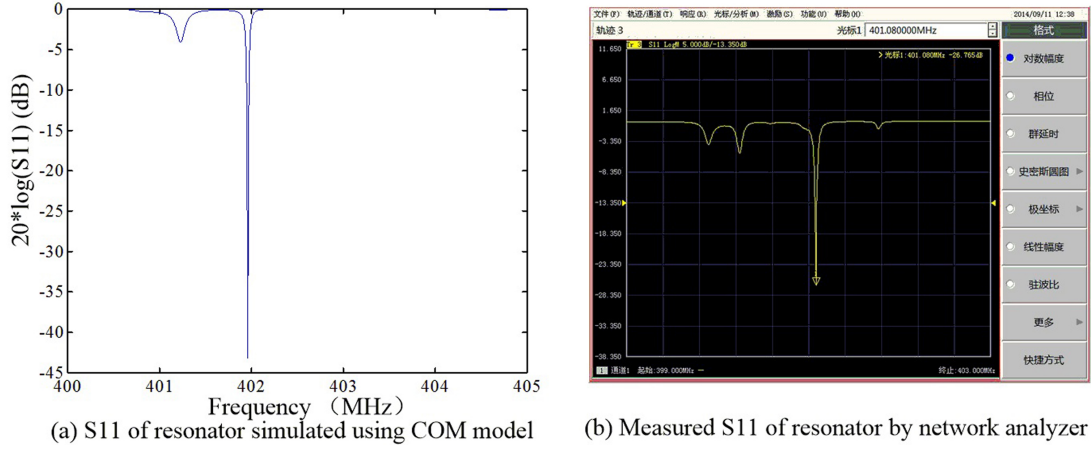 0
-5
-10
-15
-20
-25
-30
-35
-40
-45
20*log(S11) (dB)
400 401 402 403 404 405
Frequency （MHz）
(a) S11 of resonator simulated using COM model
文件(F) 轨迹/通道(T) 响应(R) 光标/分析(M) 激励(S) 功能(V) 帮助(H) 2014/09/11 12:38
轨迹 3 光标1 401.080000MHz
Tr 3 S11 LogM 5.000dB/-13.350dB
>光标1:401.080MHz -26.765dB
11.650
6.650
1.650
-3.350
-8.350
-13.350
-18.350
-23.350
-28.350
-33.350
-38.350
1 通道1 起始:399.000MHz — 终止:403.000MHz
格式
对数幅度
相位
群延时
史密斯圆图
极坐标
线性幅度
驻波比
更多
快捷方式
(b) Measured S11 of resonator by network analyzer